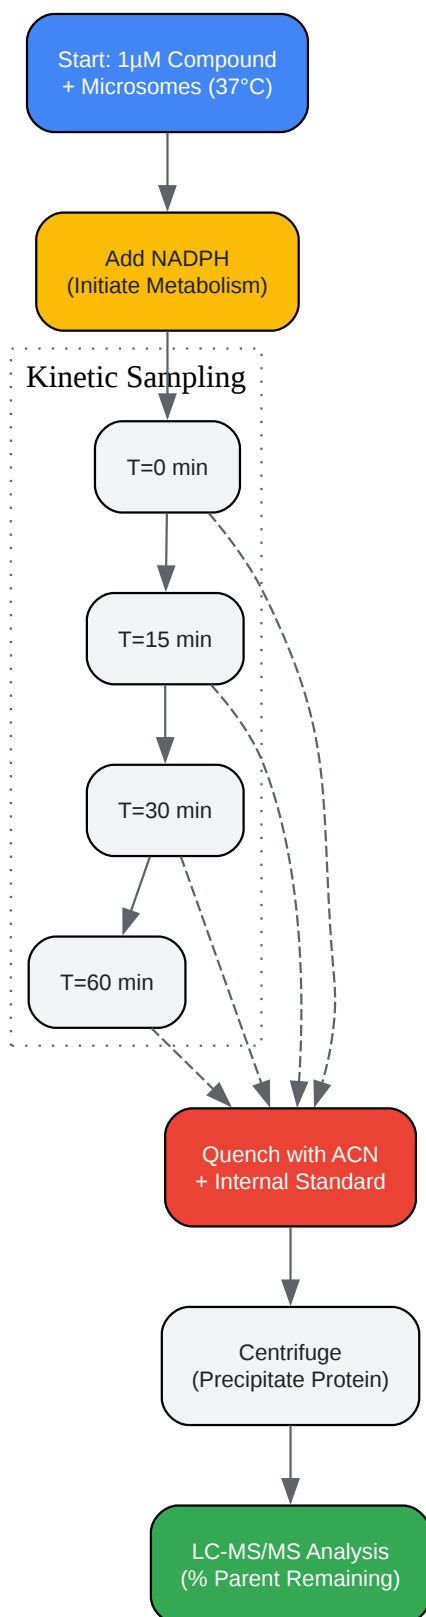 Start: 1µM Compound
+ Microsomes (37°C)
Add NADPH
(Initiate Metabolism)
Kinetic Sampling
T=0 min
T=15 min
T=30 min
T=60 min
Quench with ACN
+ Internal Standard
Centrifuge
(Precipitate Protein)
LC-MS/MS Analysis
(% Parent Remaining)